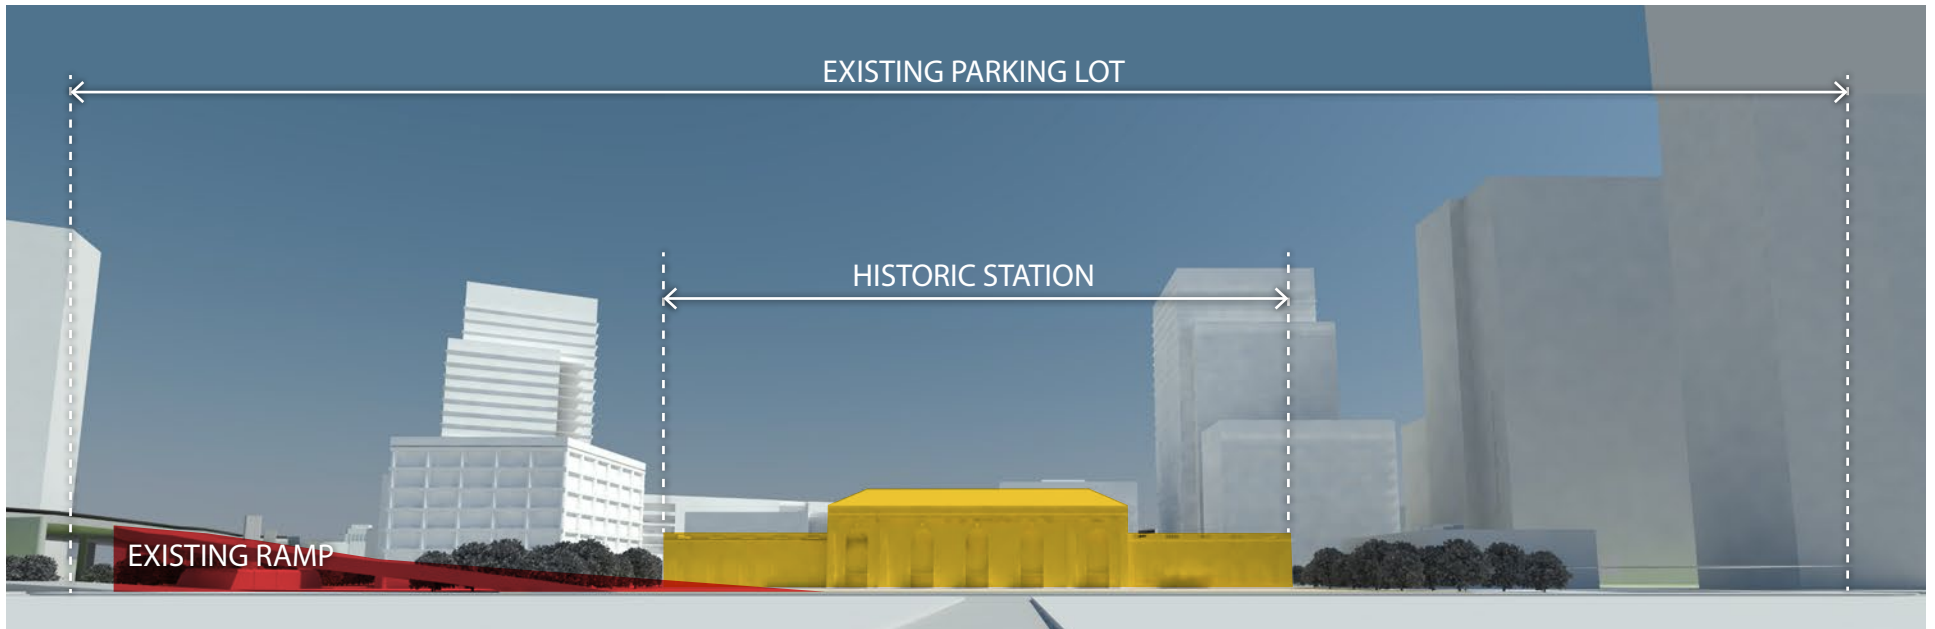 EXISTING PARKING LOT
HISTORIC STATION
EXISTING RAMP